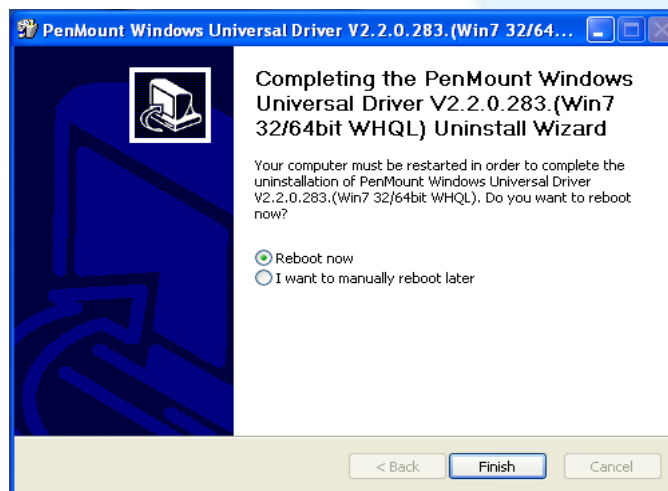 PenMount Windows Universal Driver V2.2.0.283.(Win7 32/64...
Completing the PenMount Windows
Universal Driver V2.2.0.283.(Win7
32/64bit WHQL) Uninstall Wizard
Your computer must be restarted in order to complete the
uninstallation of PenMount Windows Universal Driver
V2.2.0.283.(Win7 32/64bit WHQL). Do you want to reboot
now?
Reboot now
I want to manually reboot later
< Back Finish Cancel